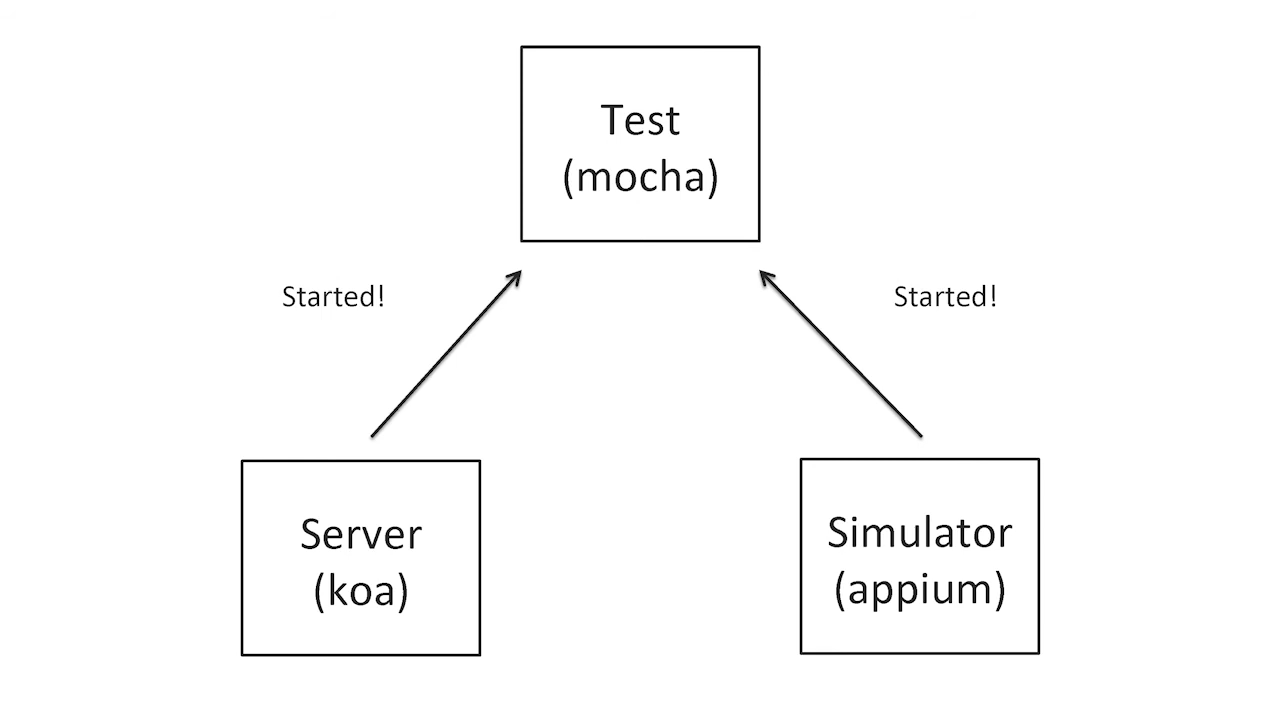 Test
(mocha)
Started!
Started!
Server
(koa)
Simulator
(appium)